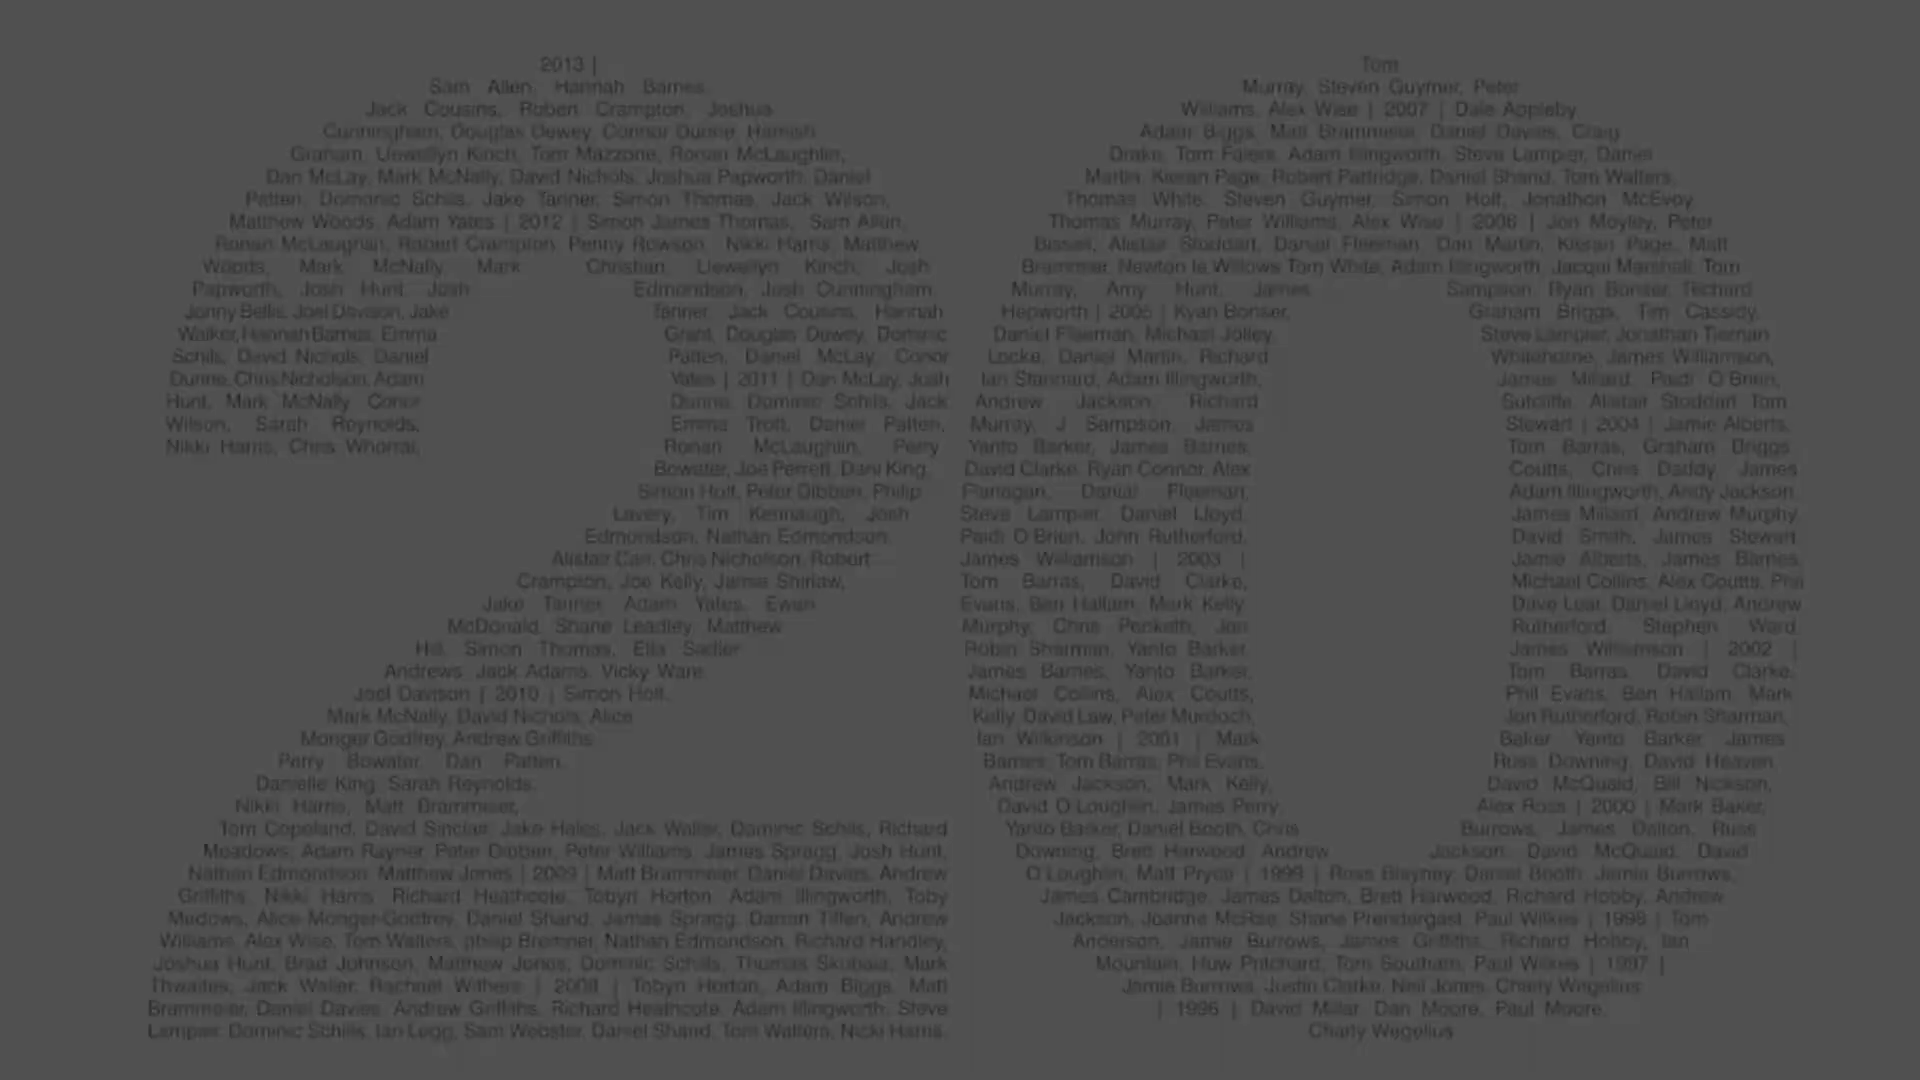 2013 |
Sam Allen, Hannah Barnes,
Jack Cousins, Robert Crampton, Joshua
Cunningham, Douglas Dewey, Connor Dunne, Hamish
Graham, Llewellyn Kinch, Tom Mazzone, Ronan McLaughlin,
Dan McLay, Mark McNally, David Nichols, Joshua Papworth, Daniel
Patten, Domonic Schils, Jake Tanner, Simon Thomas, Jack Wilson,
Matthew Woods, Adam Yates | 2012 | Simon James Thomas, Sam Allen,
Ronan McLaughlan, Robert Crampton, Penny Rowson, Nikki Harris, Matthew
Woods, Mark McNally, Mark Christian, Llewellyn Kinch, Josh
Papworth, Josh Hunt, Josh Edmondson, Josh Cunningham,
Jonny Bellis, Joel Davison, Jake Tanner, Jack Cousins, Hannah
Walker, Hannah Barnes, Emma Grant, Douglas Dewey, Dominic
Schils, David Nichols, Daniel Patten, Daniel McLay, Conor
Dunne, Chris Nicholson, Adam Yates | 2011 | Dan McLay, Josh
Hunt, Mark McNally, Conor Dunne, Dominic Schils, Jack
Wilson, Sarah Reynolds, Emma Trott, Daniel Patten,
Nikki Harris, Chris Whorral, Ronan McLaughlin, Perry
Bowater, Joe Perrett, Dani King,
Simon Holt, Peter Dibben, Philip
Lavery, Tim Kennaugh, Josh
Edmondson, Nathan Edmondson,
Alistair Carr, Chris Nicholson, Robert
Crampton, Joe Kelly, Jamie Shirlaw,
Jake Tanner, Adam Yates, Ewan
McDonald, Shane Leadley, Matthew
Hill, Simon Thomas, Ella Sadler
Andrews, Jack Adams, Vicky Ware
Joel Davison | 2010 | Simon Holt,
Mark McNally, David Nichols, Alice
Monger Godfrey, Andrew Griffiths,
Perry Bowater, Dan Patten,
Danielle King, Sarah Reynolds,
Nikki Harris, Matt Brammeier,
Tom Copeland, David Sinclair, Jake Hales, Jack Waller, Dominic Schils, Richard
Meadows, Adam Rayner, Peter Dibben, Peter Williams, James Spragg, Josh Hunt,
Nathan Edmondson, Matthew Jones | 2009 | Matt Brammeier, Daniel Davies, Andrew
Griffiths, Nikki Harris, Richard Heathcote, Tobyn Horton, Adam Illingworth, Toby
Medows, Alice Monger-Godfrey, Daniel Shand, James Spragg, Darran Tiffen, Andrew
Williams, Alex Wise, Tom Walters, philip Bremner, Nathan Edmondson, Richard Handley,
Joshua Hunt, Brad Johnson, Matthew Jones, Dominic Schills, Thomas Skubala, Mark
Thwaites, Jack Waller, Rachael Withers | 2008 | Tobyn Horton, Adam Biggs, Matt
Brammeier, Daniel Davies, Andrew Griffiths, Richard Heathcote, Adam Illingworth, Steve
Lampier, Dominic Schills, Ian Legg, Sam Webster, Daniel Shand, Tom Walters, Nicki Harris,
Tom
Murray, Steven Guymer, Peter
Williams, Alex Wise | 2007 | Dale Appleby,
Adam Biggs, Matt Brammeier, Daniel Davies, Craig
Drake, Tom Faiers, Adam Illingworth, Steve Lampier, Daniel
Martin, Kieran Page, Robert Partridge, Daniel Shand, Tom Walters,
Thomas White, Steven Guymer, Simon Holt, Jonathon McEvoy,
Thomas Murray, Peter Williams, Alex Wise | 2006 | Jon Moyley, Peter
Bissell, Alistair Stoddart, Daniel Fleeman, Dan Martin, Kieran Page, Matt
Brammier, Newton le Willows Tom White, Adam Illingworth, Jacqui Marshall, Tom
Murray, Amy Hunt, James Sampson, Ryan Bonser, Richard
Hepworth | 2005 | Ryan Bonser, Graham Briggs, Tim Cassidy,
Daniel Fleeman, Michael Jolley, Steve Lampier, Jonathan Tiernan
Locke, Daniel Martin, Richard Whitehorne, James Williamson,
Ian Stannard, Adam Illingworth, James Millard, Paidi O'Brien,
Andrew Jackson, Richard Sutcliffe, Alistair Stoddart Tom
Murray, J Sampson, James Stewart | 2004 | Jamie Alberts,
Yanto Barker, James Barnes, Tom Barras, Graham Briggs,
David Clarke, Ryan Connor, Alex Coutts, Chris Daddy, James
Flanagan, Daniel Fleeman, Adam Illingworth, Andy Jackson,
Steve Lampier, Daniel Lloyd, James Millard, Andrew Murphy,
Paidi O'Brien, John Rutherford, David Smith, James Stewart,
James Williamson | 2003 | Jamie Alberts, James Barnes,
Tom Barras, David Clarke, Michael Collins, Alex Coutts, Phil
Evans, Ben Hallam, Mark Kelly, Dave Lear, Daniel Lloyd, Andrew
Murphy, Chris Penketh, Jon Rutherford, Stephen Ward,
Robin Sharman, Yanto Barker, James Williamson | 2002 |
James Barnes, Yanto Barker, Tom Barras, David Clarke,
Michael Collins, Alex Coutts, Phil Evans, Ben Hallam, Mark
Kelly, David Law, Peter Murdoch, Jon Rutherford, Robin Sharman,
Ian Wilkinson | 2001 | Mark Baker Yanto Barker James
Barnes, Tom Barras, Phil Evans, Russ Downing, David Heaven,
Andrew Jackson, Mark Kelly, David McQuaid, Bill Nickson,
David O'Loughlin, James Perry, Alex Ross | 2000 | Mark Baker,
Yanto Barker, Daniel Booth, Chris Burrows, James Dalton, Russ
Downing, Brett Harwood, Andrew Jackson, David McQuaid, David
O'Loughlin, Matt Pryce | 1999 | Ross Blayney, Daniel Booth, Jamie Burrows,
James Cambridge, James Dalton, Brett Harwood, Richard Hobby, Andrew
Jackson, Joanne McRae, Shane Prendergast, Paul Wilkes | 1998 | Tom
Anderson, Jamie Burrows, James Griffiths, Richard Hobby, Ian
Mountain, Huw Pritchard, Tom Southam, Paul Wilkes | 1997 |
Jamie Burrows, Justin Clarke, Neil Jones, Charly Wegelius
| 1996 | David Millar, Dan Moore, Paul Moore,
Charly Wegelius